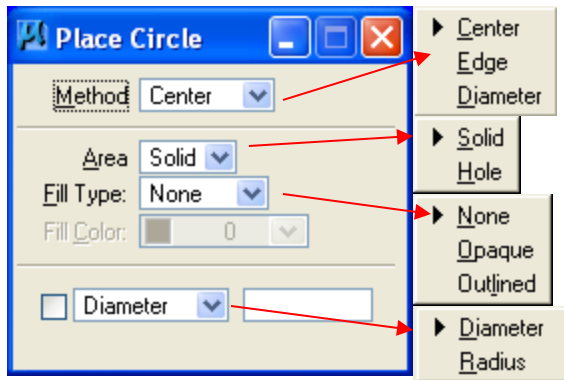 Place Circle
Method Center
Area Solid
Fill Type: None
Fill Color: 0
Diameter
Center
Edge
Diameter
Solid
Hole
None
Opaque
Outlined
Diameter
Radius